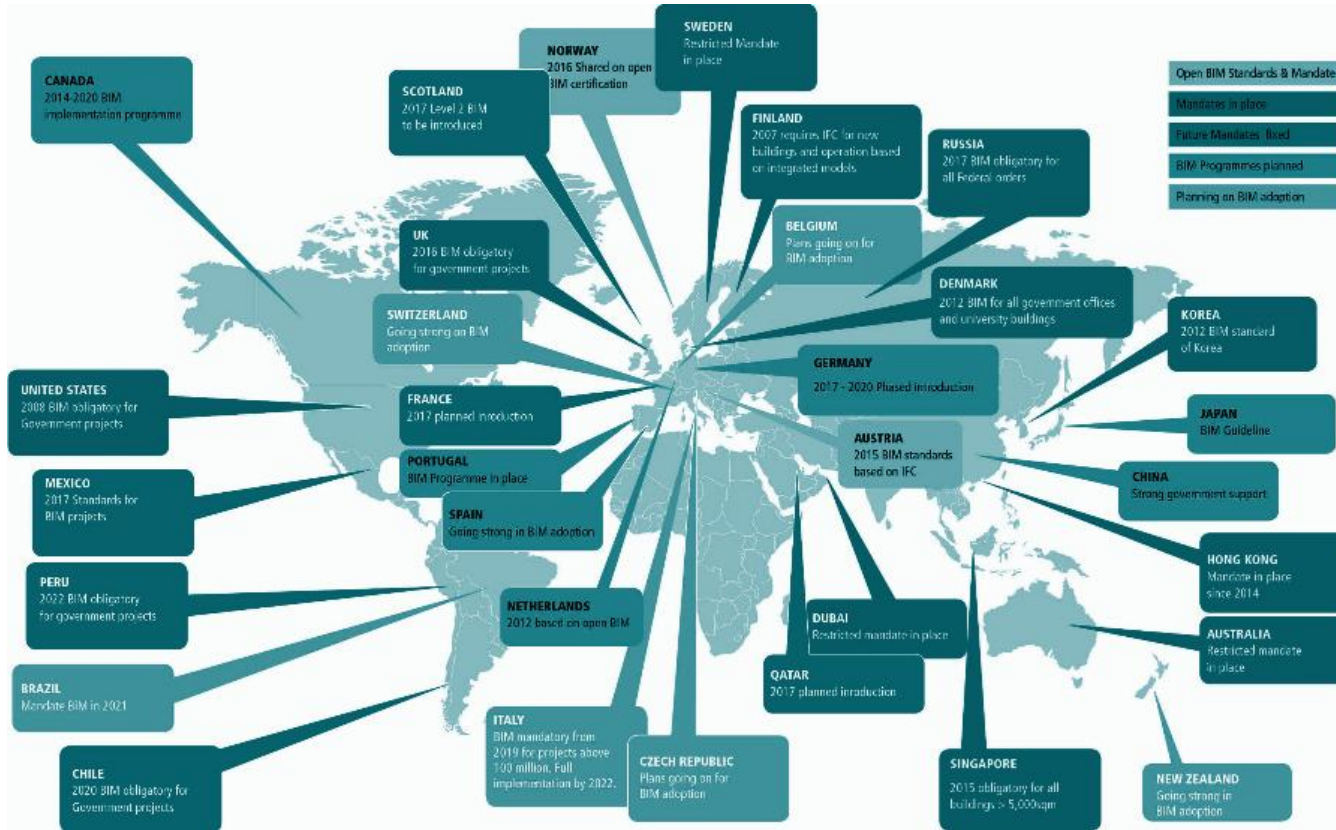 SWEDEN
Restricted Mandate
in place
NORWAY
2016 Shared on open
BIM certification
CANADA
2014-2020 BIM
implementation programme
SCOTLAND
2017 Level 2 BIM
to be introduced
Open BIM Standards & Mandate
Mandates in place
Future Mandates fixed
BIM Programmes planned
Planning on BIM adoption
FINLAND
2007 requires IFC for new
buildings and operation based
on integrated models
RUSSIA
2017 BIM obligatory for
all Federal orders
BELGIUM
Plans going on for
BIM adoption
UK
2016 BIM obligatory
for government projects
DENMARK
2012 BIM for all government offices
and university buildings
SWITZERLAND
Going strong on BIM
adoption
KOREA
2012 BIM standard
of Korea
GERMANY
2017 - 2020 Phased introduction
UNITED STATES
2008 BIM obligatory for
Government projects
FRANCE
2017 planned inroduction
JAPAN
BIM Guideline
AUSTRIA
2015 BIM standards
based on IFC
PORTUGAL
BIM Programme in place
CHINA
Strong government support
MEXICO
2017 Standards for
BIM projects
SPAIN
Going strong in BIM adoption
HONG KONG
Mandate in place
since 2014
PERU
2022 BIM obligatory
for government projects
NETHERLANDS
2012 based on open BIM
DUBAI
Restricted mandate in place
AUSTRALIA
Restricted mandate
in place
QATAR
2017 planned inroduction
BRAZIL
Mandate BIM in 2021
ITALY
BIM mandatory from
2019 for projects above
100 million. Full
implementation by 2022.
CZECH REPUBLIC
Plans going on for
BIM adoption
CHILE
2020 BIM obligatory for
Government projects
SINGAPORE
2015 obligatory for all
buildings > 5,000sqm
NEW ZEALAND
Going strong in
BIM adoption